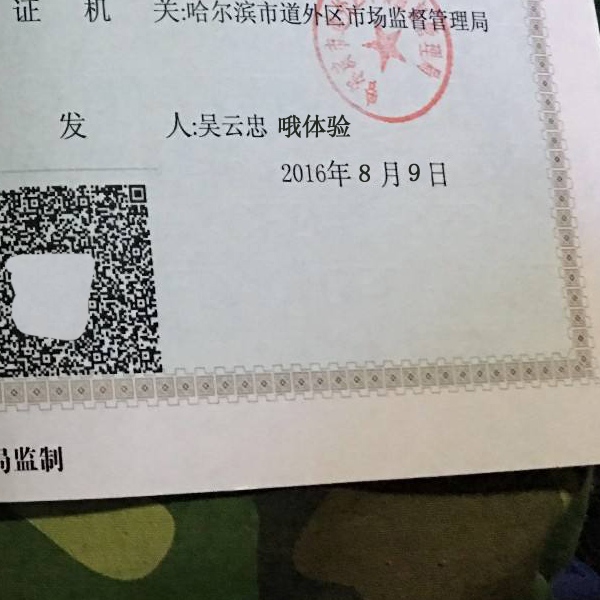 证 机 关:哈尔滨市道外区市场监督管理局
发 人:吴云忠 哦体验
2016年8月9日
局监制